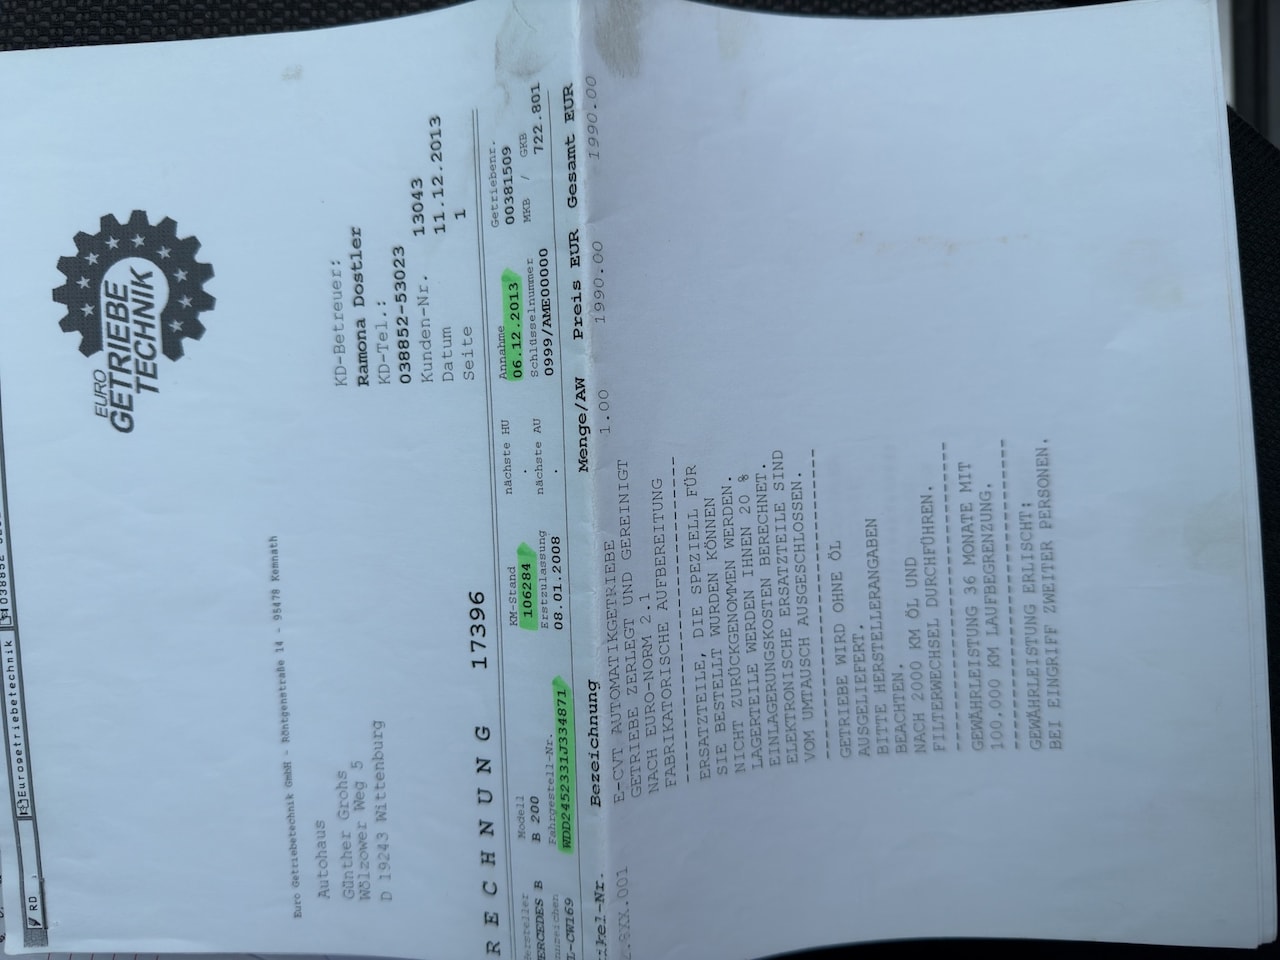 RD
Eurogetriebetechnik
EURO
GETRIEBE
TECHNIK
Euro Getriebetechnik GmbH - Röntgenstraße 14 - 95478 Kemnath
Autohaus
Günther Grohs
Wölzower Weg 5
D 19243 Wittenburg
KD-Betreuer:
Ramona Dostler
KD-Tel.:
038852-53023
Kunden-Nr. 13043
Datum 11.12.2013
Seite 1
RECHNUNG 17396
Modell KM-Stand nächste HU Annahme Getriebenr.
ERCEDES B B 200 106284 . 06.12.2013 00381509
Fahrgestell-Nr. Erstzulassung nächste AU Schlüsselnummer MKB / GKB
L-CW169 WDD2452331J334871 08.01.2008 . 0999/AME00000 722.801
ikel-Nr. Bezeichnung Menge/AW Preis EUR Gesamt EUR
E-CVT AUTOMATIKGETRIEBE 1.00 1990.00 1990.00
GETRIEBE ZERLEGT UND GEREINIGT
NACH EURO-NORM 2.1
FABRIKATORISCHE AUFBEREITUNG
--------------------------------
ERSATZTEILE, DIE SPEZIELL FÜR
SIE BESTELLT WURDEN KÖNNEN
NICHT ZURÜCKGENOMMEN WERDEN.
LAGERTEILE WERDEN IHNEN 20 %
EINLAGERUNGSKOSTEN BERECHNET.
ELEKTRONISCHE ERSATZTEILE SIND
VOM UMTAUSCH AUSGESCHLOSSEN.
--------------------------------
GETRIEBE WIRD OHNE ÖL
AUSGELIEFERT.
BITTE HERSTELLERANGABEN
BEACHTEN.
NACH 2000 KM ÖL UND
FILTERWECHSEL DURCHFÜHREN.
--------------------------------
GEWÄHRLEISTUNG 36 MONATE MIT
100.000 KM LAUFBEGRENZUNG.
--------------------------------
GEWÄHRLEISTUNG ERLISCHT:
BEI EINGRIFF ZWEITER PERSONEN.